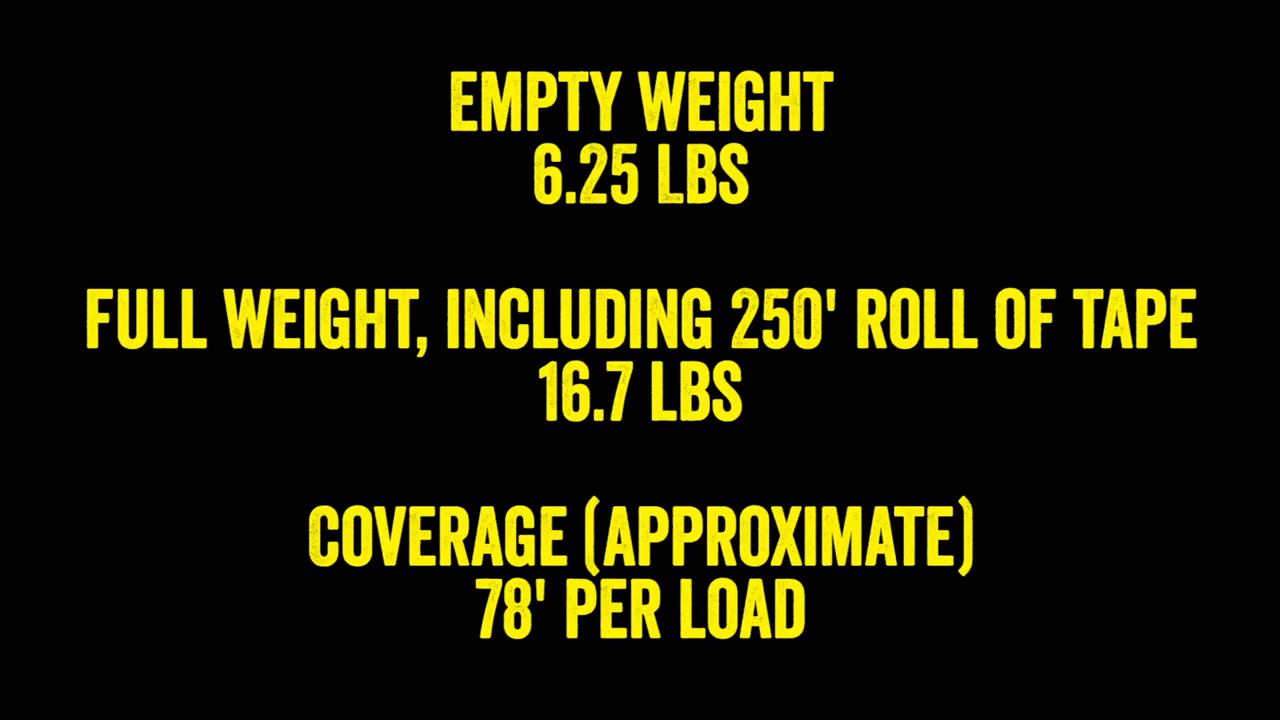 EMPTY WEIGHT
6.25 LBS
FULL WEIGHT, INCLUDING 250' ROLL OF TAPE
16.7 LBS
COVERAGE (APPROXIMATE)
78' PER LOAD